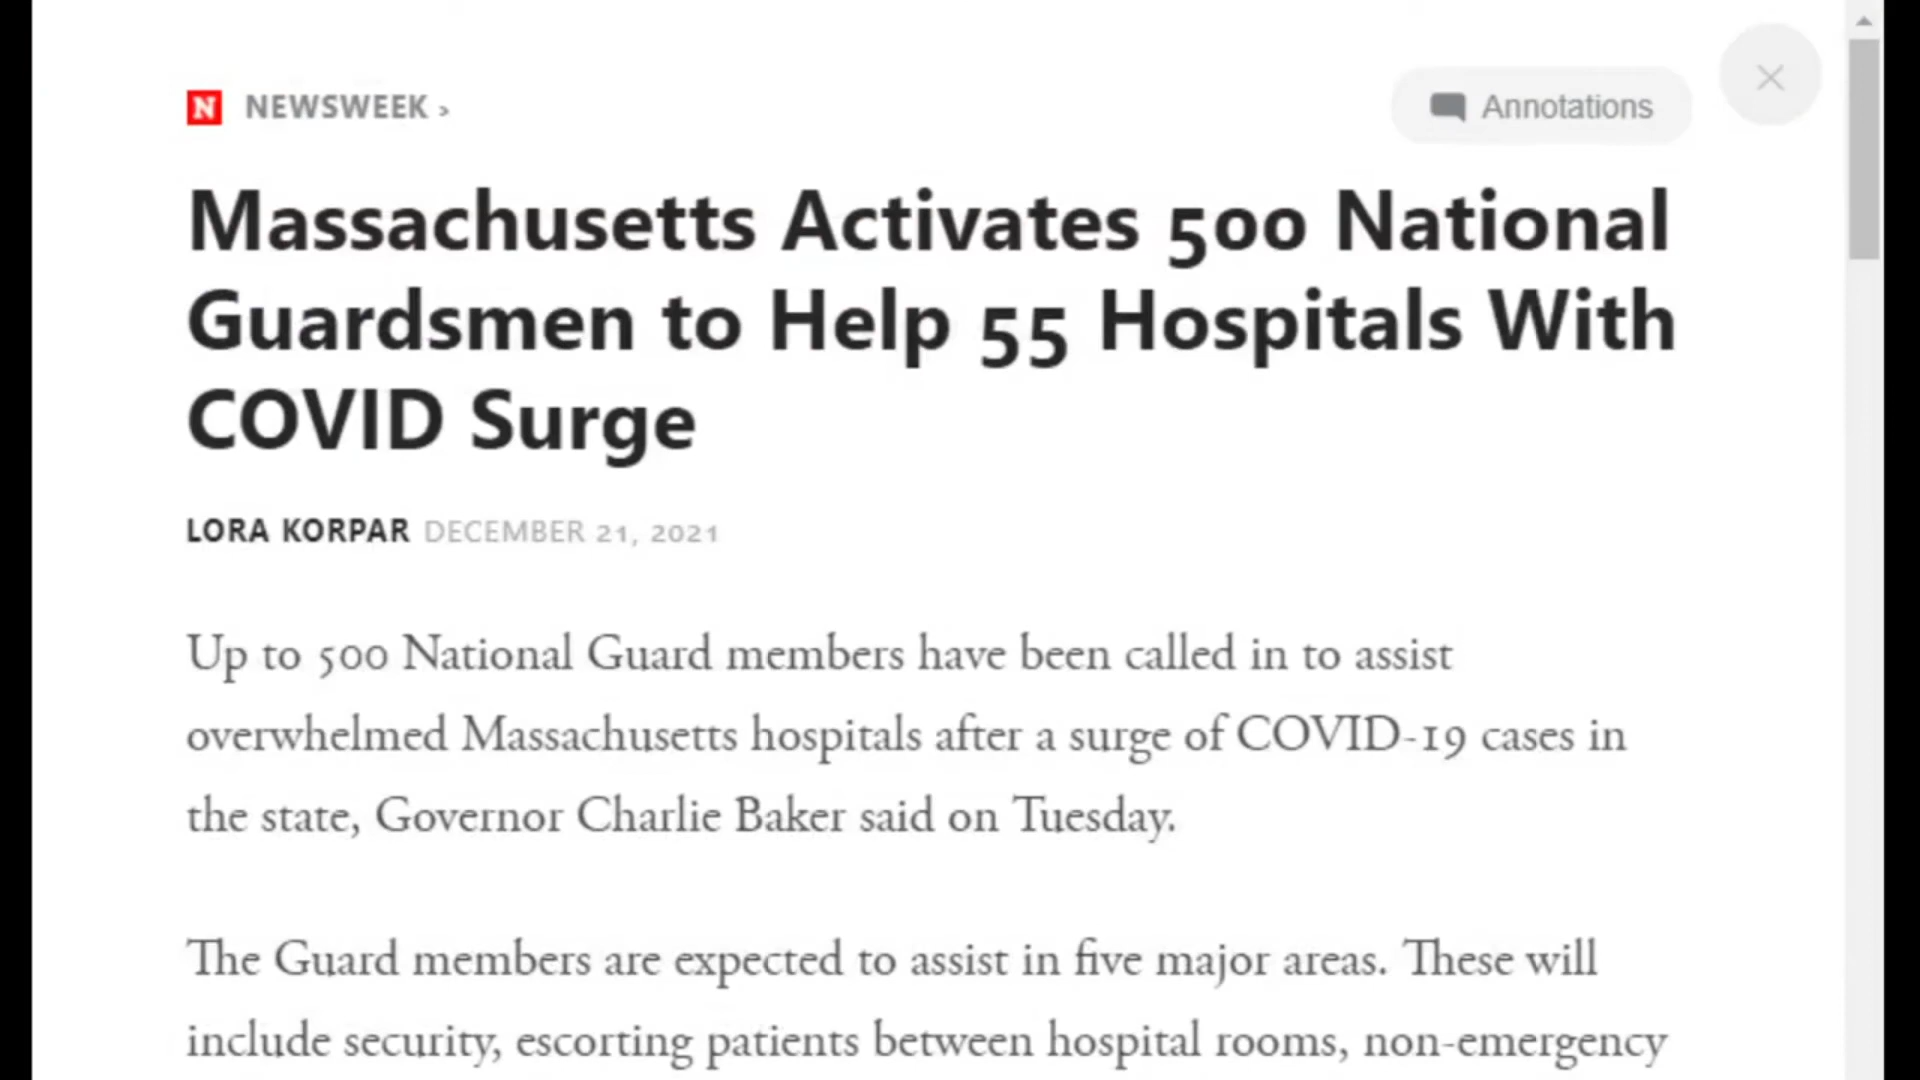 N NEWSWEEK >
Annotations
Massachusetts Activates 500 National
Guardsmen to Help 55 Hospitals With
COVID Surge
LORA KORPAR DECEMBER 21, 2021
Up to 500 National Guard members have been called in to assist
overwhelmed Massachusetts hospitals after a surge of COVID-19 cases in
the state, Governor Charlie Baker said on Tuesday.
The Guard members are expected to assist in five major areas. These will
include security, escorting patients between hospital rooms, non-emergency